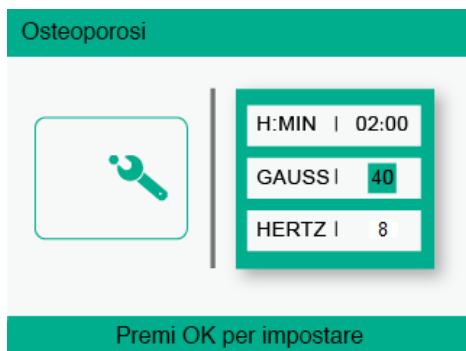 Osteoporosi
H:MIN | 02:00
GAUSS | 40
HERTZ | 8
Premi OK per impostare